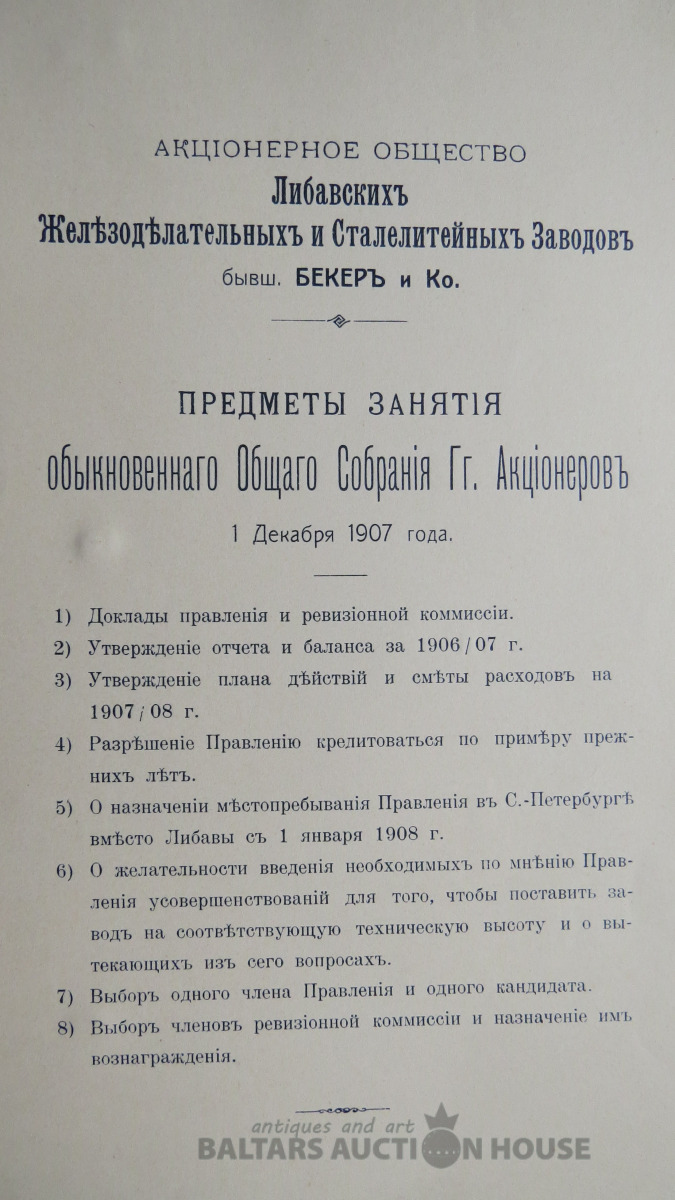 АКЦІОНЕРНОЕ ОБЩЕСТВО
Либавскихъ
Желѣзодѣлательныхъ и Сталелитейныхъ Заводовъ
бывш. БЕКЕРЪ и Ко.
ПРЕДМЕТЫ ЗАНЯТІЯ
обыкновеннаго Общаго Собранія Гг. Акціонеровъ
1 Декабря 1907 года.
1) Доклады правленія и ревизіонной коммиссіи.
2) Утвержденіе отчета и баланса за 1906/07 г.
3) Утвержденіе плана дѣйствій и смѣты расходовъ на
1907/08 г.
4) Разрѣшеніе Правленію кредитоваться по примѣру преж-
нихъ лѣтъ.
5) О назначеніи мѣстопребыванія Правленія въ С.-Петербургѣ
вмѣсто Либавы съ 1 января 1908 г.
6) О желательности введенія необходимыхъ по мнѣнію Прав-
ленія усовершенствованій для того, чтобы поставить за-
водъ на соотвѣтствующую техническую высоту и о вы-
текающихъ изъ сего вопросахъ.
7) Выборъ одного члена Правленія и одного кандидата.
8) Выборъ членовъ ревизіонной коммиссіи и назначеніе имъ
вознагражденія.
antiques and art
BALTARS AUCTION HOUSE